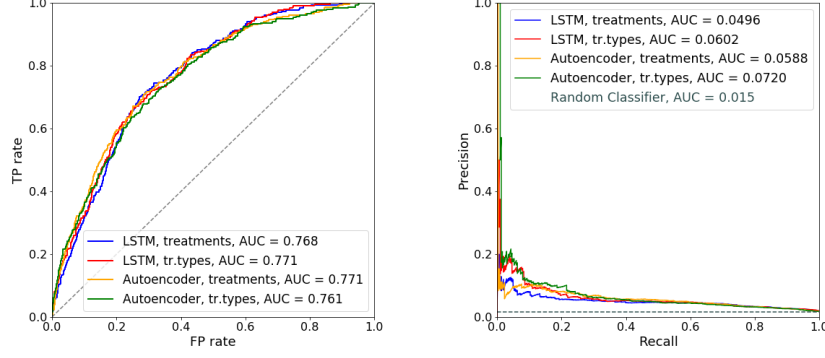 1.0
0.8
0.6
0.4
0.2
0.0
TP rate
LSTM, treatments, AUC = 0.768
LSTM, tr.types, AUC = 0.771
Autoencoder, treatments, AUC = 0.771
Autoencoder, tr.types, AUC = 0.761
0.0 0.2 0.4 0.6 0.8 1.0
FP rate
1.0
0.8
0.6
0.4
0.2
0.0
Precision
LSTM, treatments, AUC = 0.0496
LSTM, tr.types, AUC = 0.0602
Autoencoder, treatments, AUC = 0.0588
Autoencoder, tr.types, AUC = 0.0720
Random Classifier, AUC = 0.015
0.0 0.2 0.4 0.6 0.8 1.0
Recall